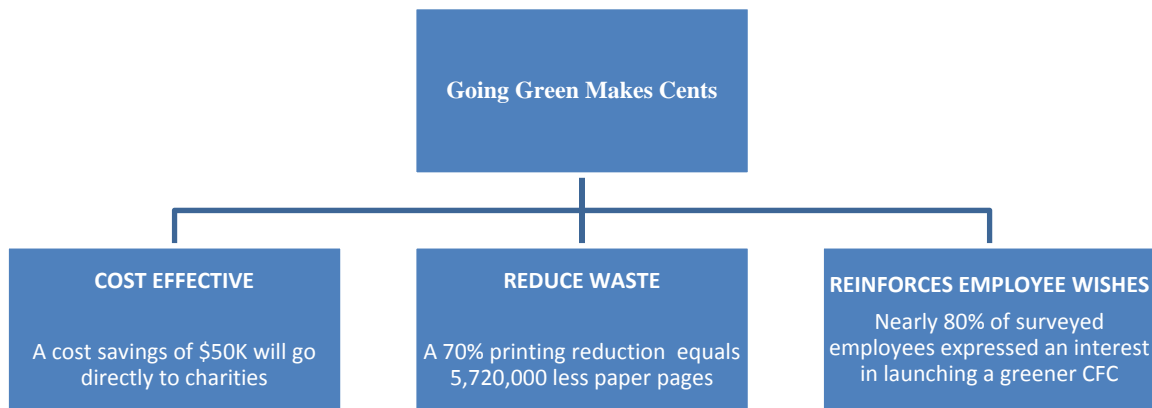 Going Green Makes Cents
COST EFFECTIVE
A cost savings of $50K will go
directly to charities
REDUCE WASTE
A 70% printing reduction equals
5,720,000 less paper pages
REINFORCES EMPLOYEE WISHES
Nearly 80% of surveyed
employees expressed an interest
in launching a greener CFC